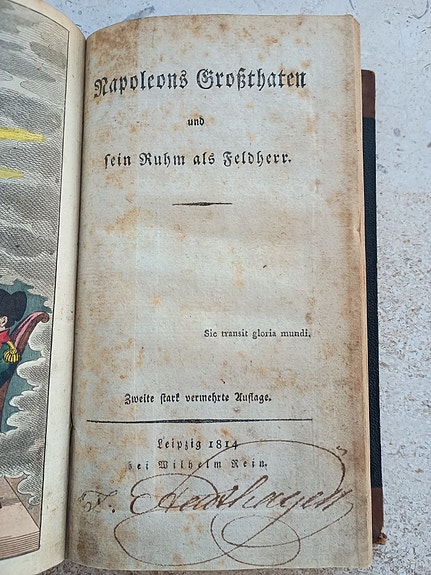 Napoleons Großthaten
und
sein Ruhm als Feldherr.
Sic transit gloria mundi.
Zweite stark vermehrte Auflage.
Leipzig 1814
bei Wilhelm Rein.